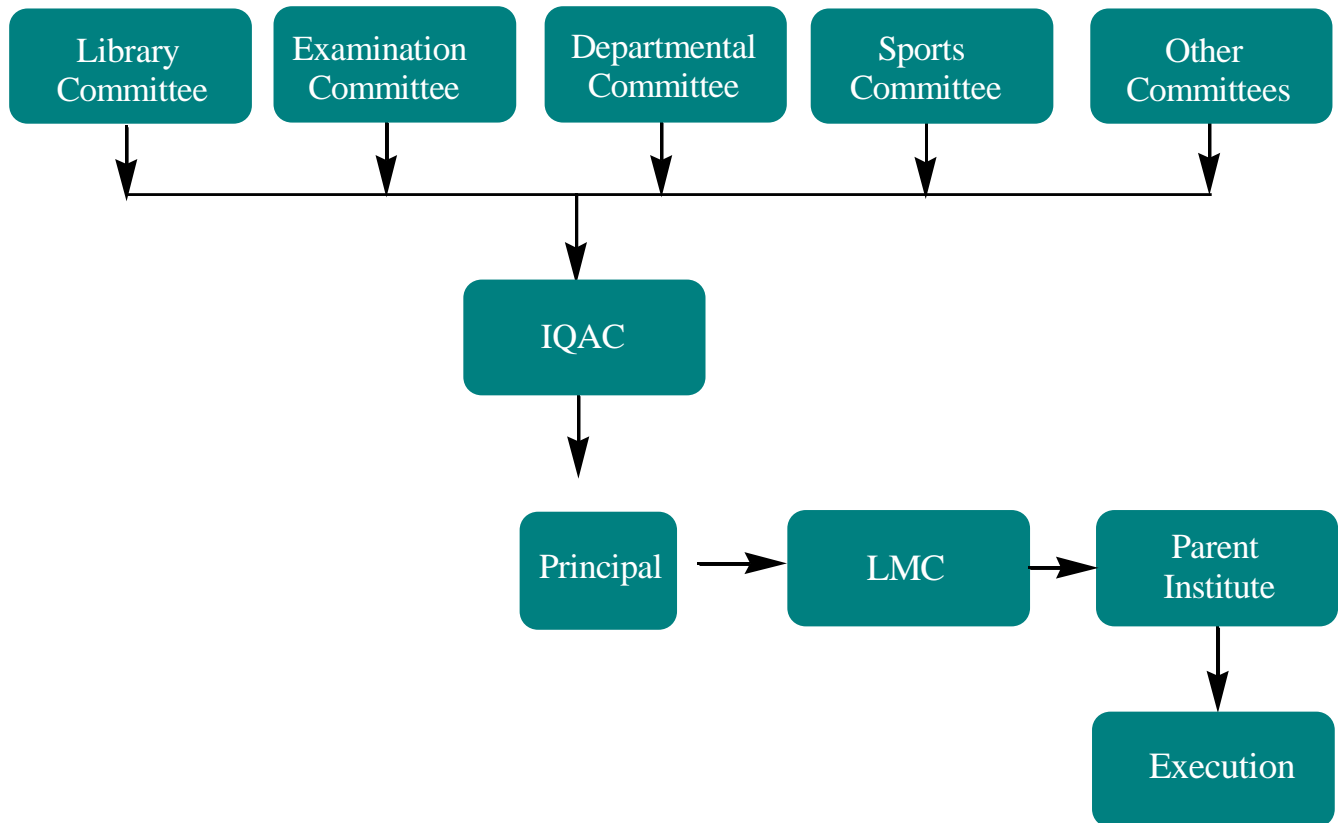 Library
Committee
Examination
Committee
Departmental
Committee
Sports
Committee
Other
Committees
IQAC
Principal
LMC
Parent
Institute
Execution